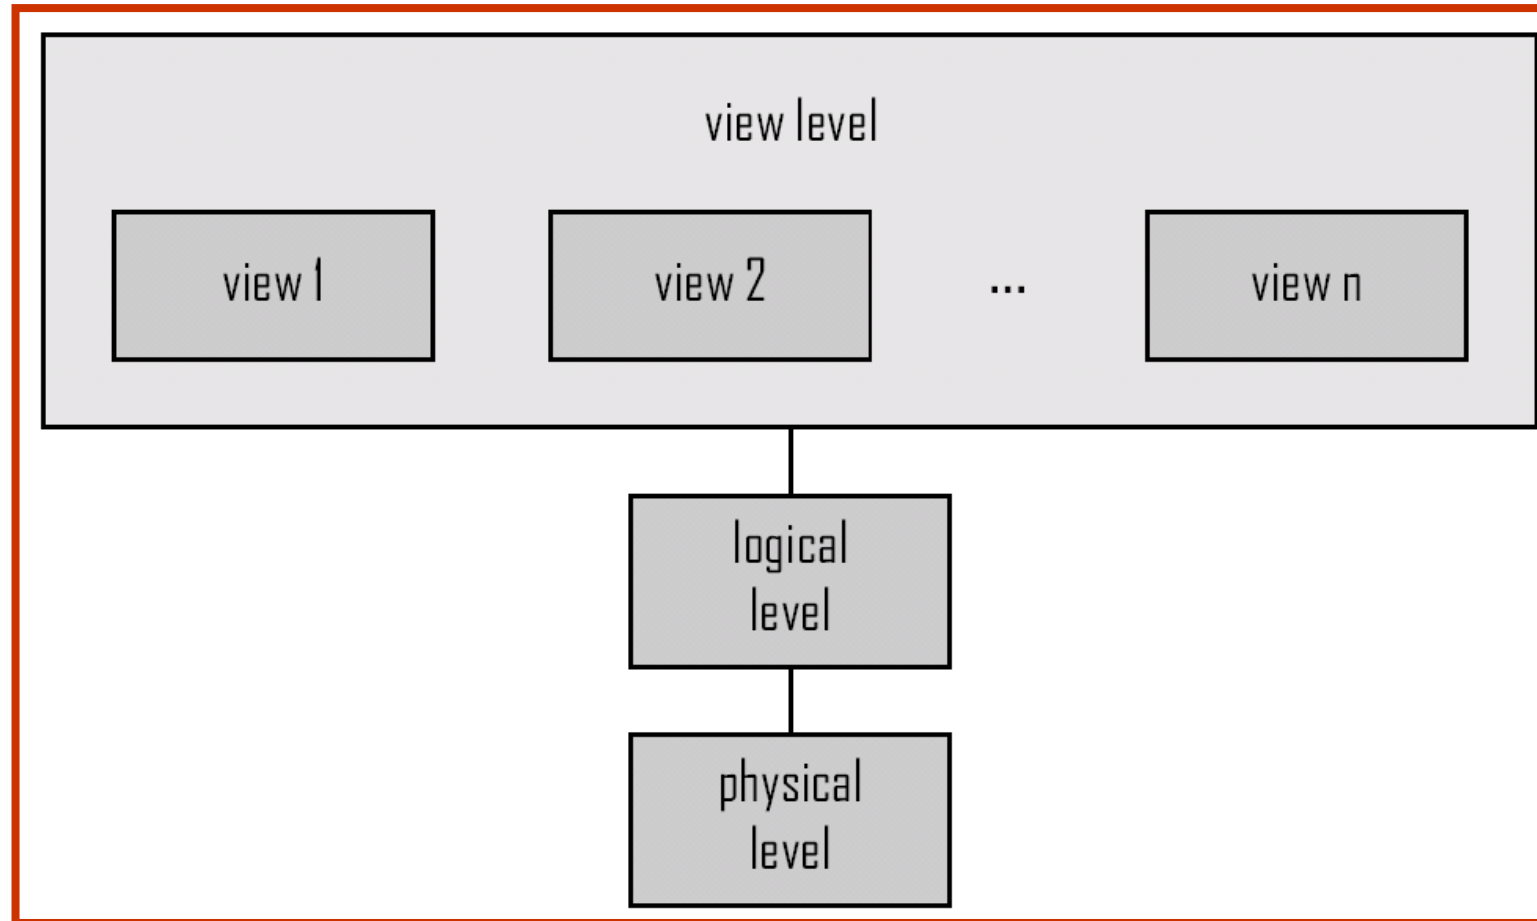 view level
view 1
view 2
...
view n
logical
level
physical
level